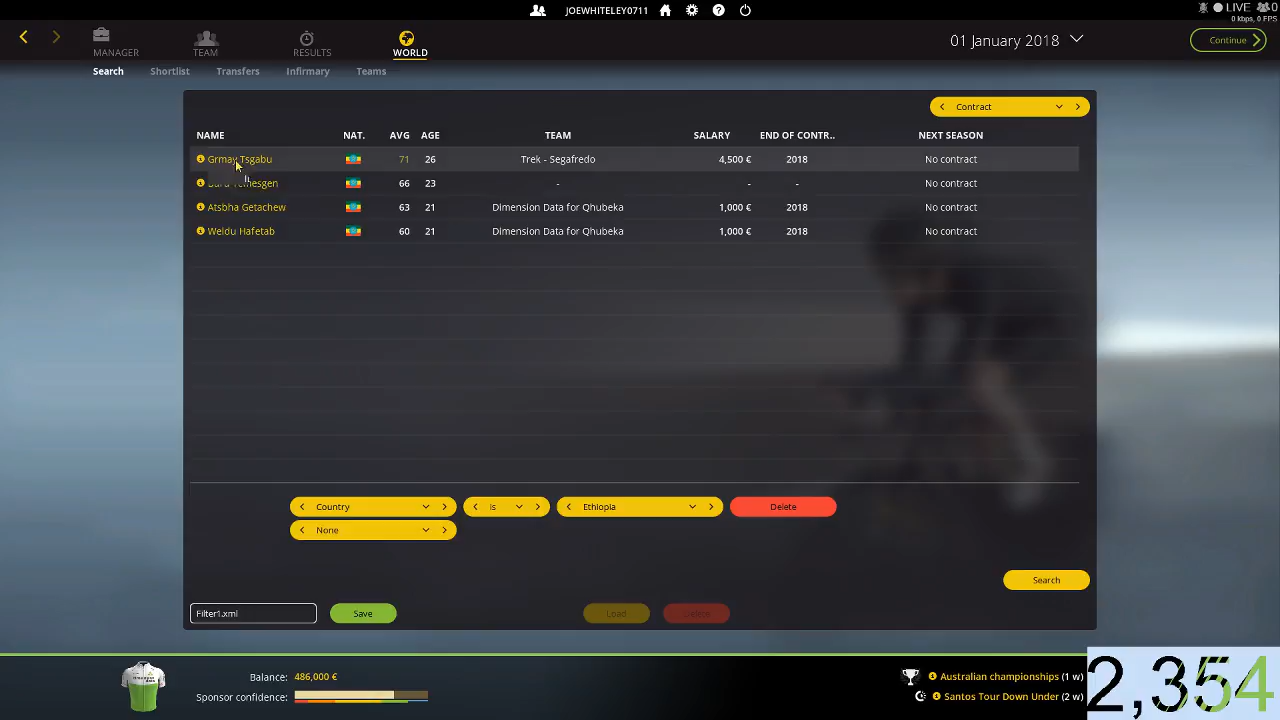 JOEWHITELEY0711
LIVE 0
0 kbps, 0 FPS
MANAGER TEAM RESULTS WORLD
01 January 2018
Continue
Search Shortlist Transfers Infirmary Teams
Contract
NAME NAT. AVG AGE TEAM SALARY END OF CONTR.. NEXT SEASON
Grmay Tsgabu 71 26 Trek - Segafredo 4,500 € 2018 No contract
66 23 - - - No contract
Atsbha Getachew 63 21 Dimension Data for Qhubeka 1,000 € 2018 No contract
Weldu Hafetab 60 21 Dimension Data for Qhubeka 1,000 € 2018 No contract
Country Is Ethiopia Delete
None
Search
Filter1.xml Save Load Delete
Balance: 486,000 €
Sponsor confidence:
Australian championships (1 w)
Santos Tour Down Under (2 w)
2,354